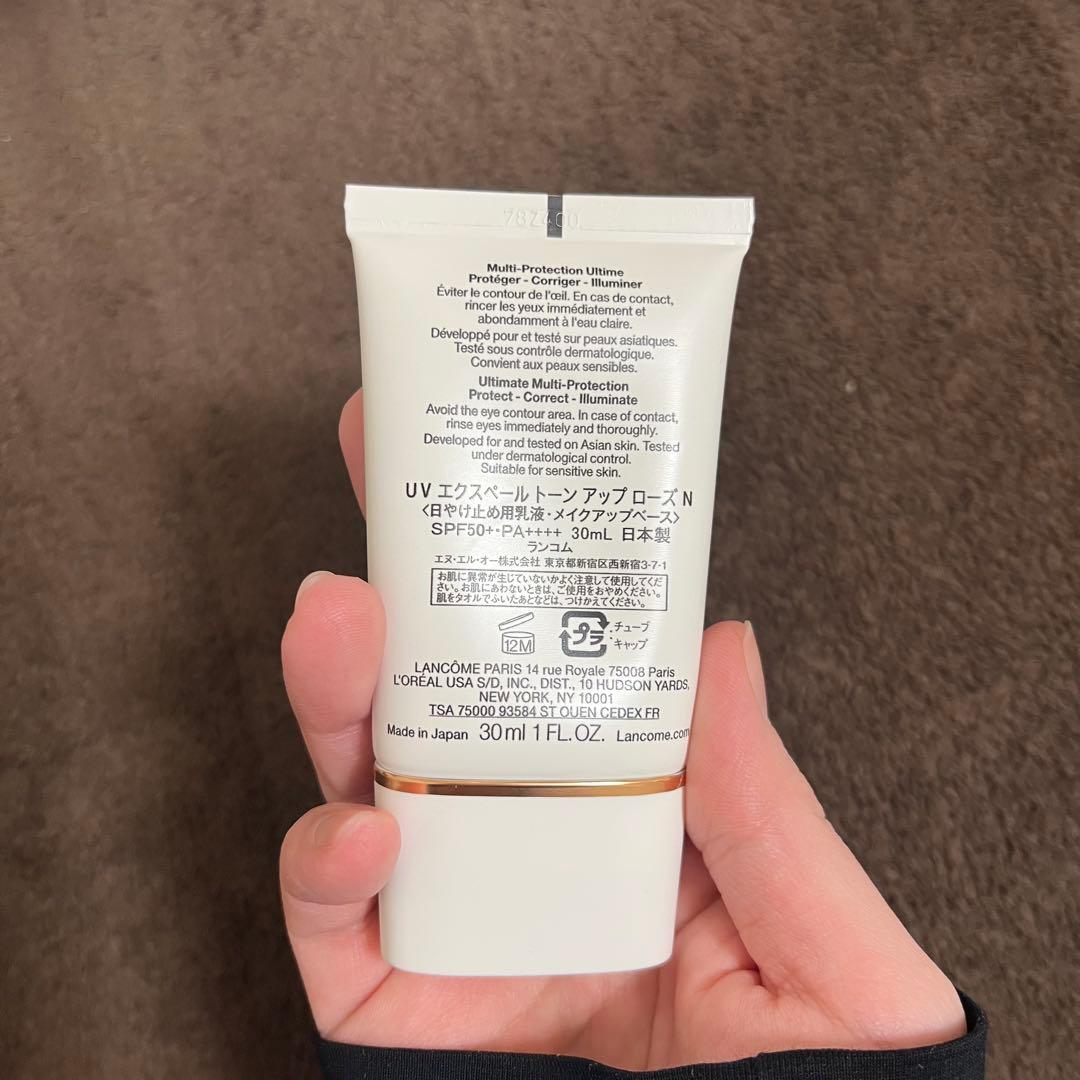 78Z400
Multi-Protection Ultime
Protéger - Corriger - Illuminer
Éviter le contour de l'œil. En cas de contact,
rincer les yeux immédiatement et
abondamment à l'eau claire.
Développé pour et testé sur peaux asiatiques.
Testé sous contrôle dermatologique.
Convient aux peaux sensibles.
Ultimate Multi-Protection
Protect - Correct - Illuminate
Avoid the eye contour area. In case of contact,
rinse eyes immediately and thoroughly.
Developed for and tested on Asian skin. Tested
under dermatological control.
Suitable for sensitive skin.
UV エクスペール トーン アップ ローズ N
〈日やけ止め用乳液・メイクアップベース〉
SPF50+・PA++++ 30mL 日本製
ランコム
エヌ・エル・オー株式会社 東京都新宿区西新宿3-7-1
お肌に異常が生じていないかよく注意して使用してくだ
さい。お肌にあわないときは、ご使用をおやめください。
肌をタオルでふいたあとなどは、つけかえてください。
12M
プラ
:チューブ
:キャップ
LANCÔME PARIS 14 rue Royale 75008 Paris
L'ORÉAL USA S/D, INC., DIST., 10 HUDSON YARDS,
NEW YORK, NY 10001
TSA 75000 93584 ST OUEN CEDEX FR
Made in Japan 30ml 1 FL.OZ. Lancome.com